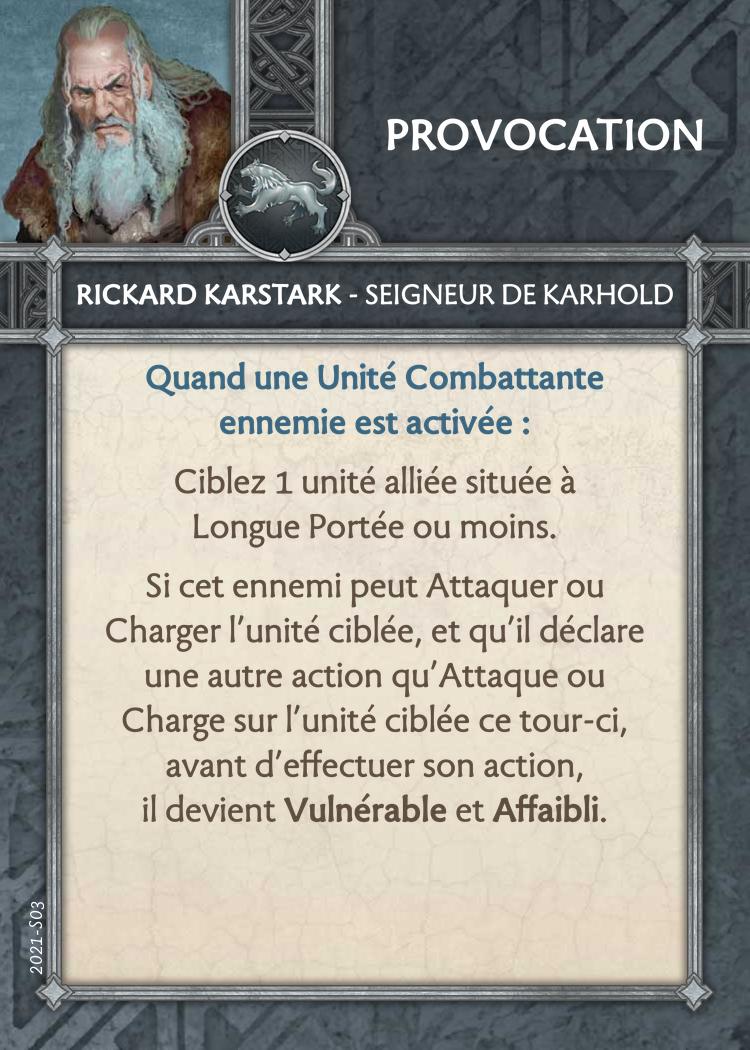 PROVOCATION
RICKARD KARSTARK - SEIGNEUR DE KARHOLD
Quand une Unité Combattante
ennemie est activée :
Ciblez 1 unité alliée située à
Longue Portée ou moins.
Si cet ennemi peut Attaquer ou
Charger l'unité ciblée, et qu'il déclare
une autre action qu'Attaque ou
Charge sur l'unité ciblée ce tour-ci,
avant d'effectuer son action,
il devient Vulnérable et Affaibli.
2021-S03